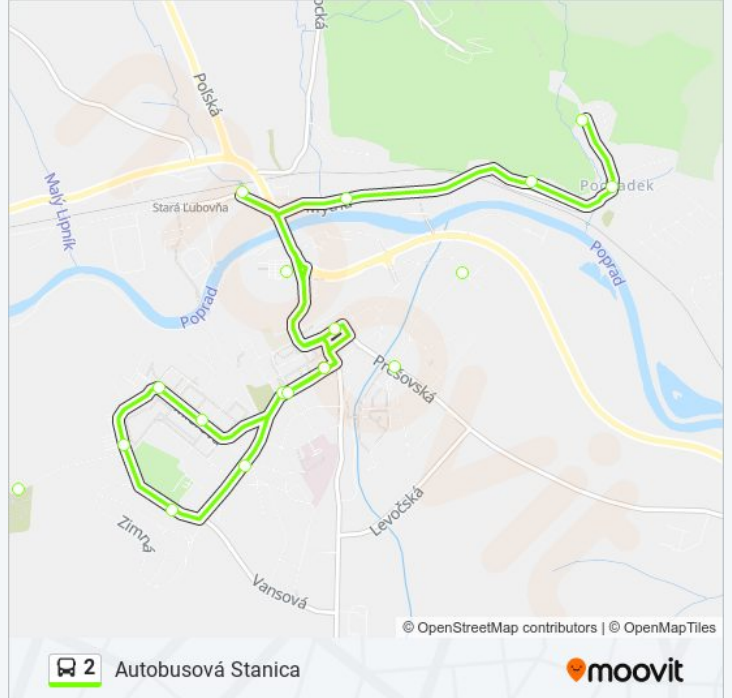 Poľská
Malý Lipník
Stará Ľubovňa
Podsadek
Poprad
Poprad
Prešovská
Levočská
Zimná
Vansová
© OpenStreetMap contributors | © OpenMapTiles
2 Autobusová Stanica
moovit